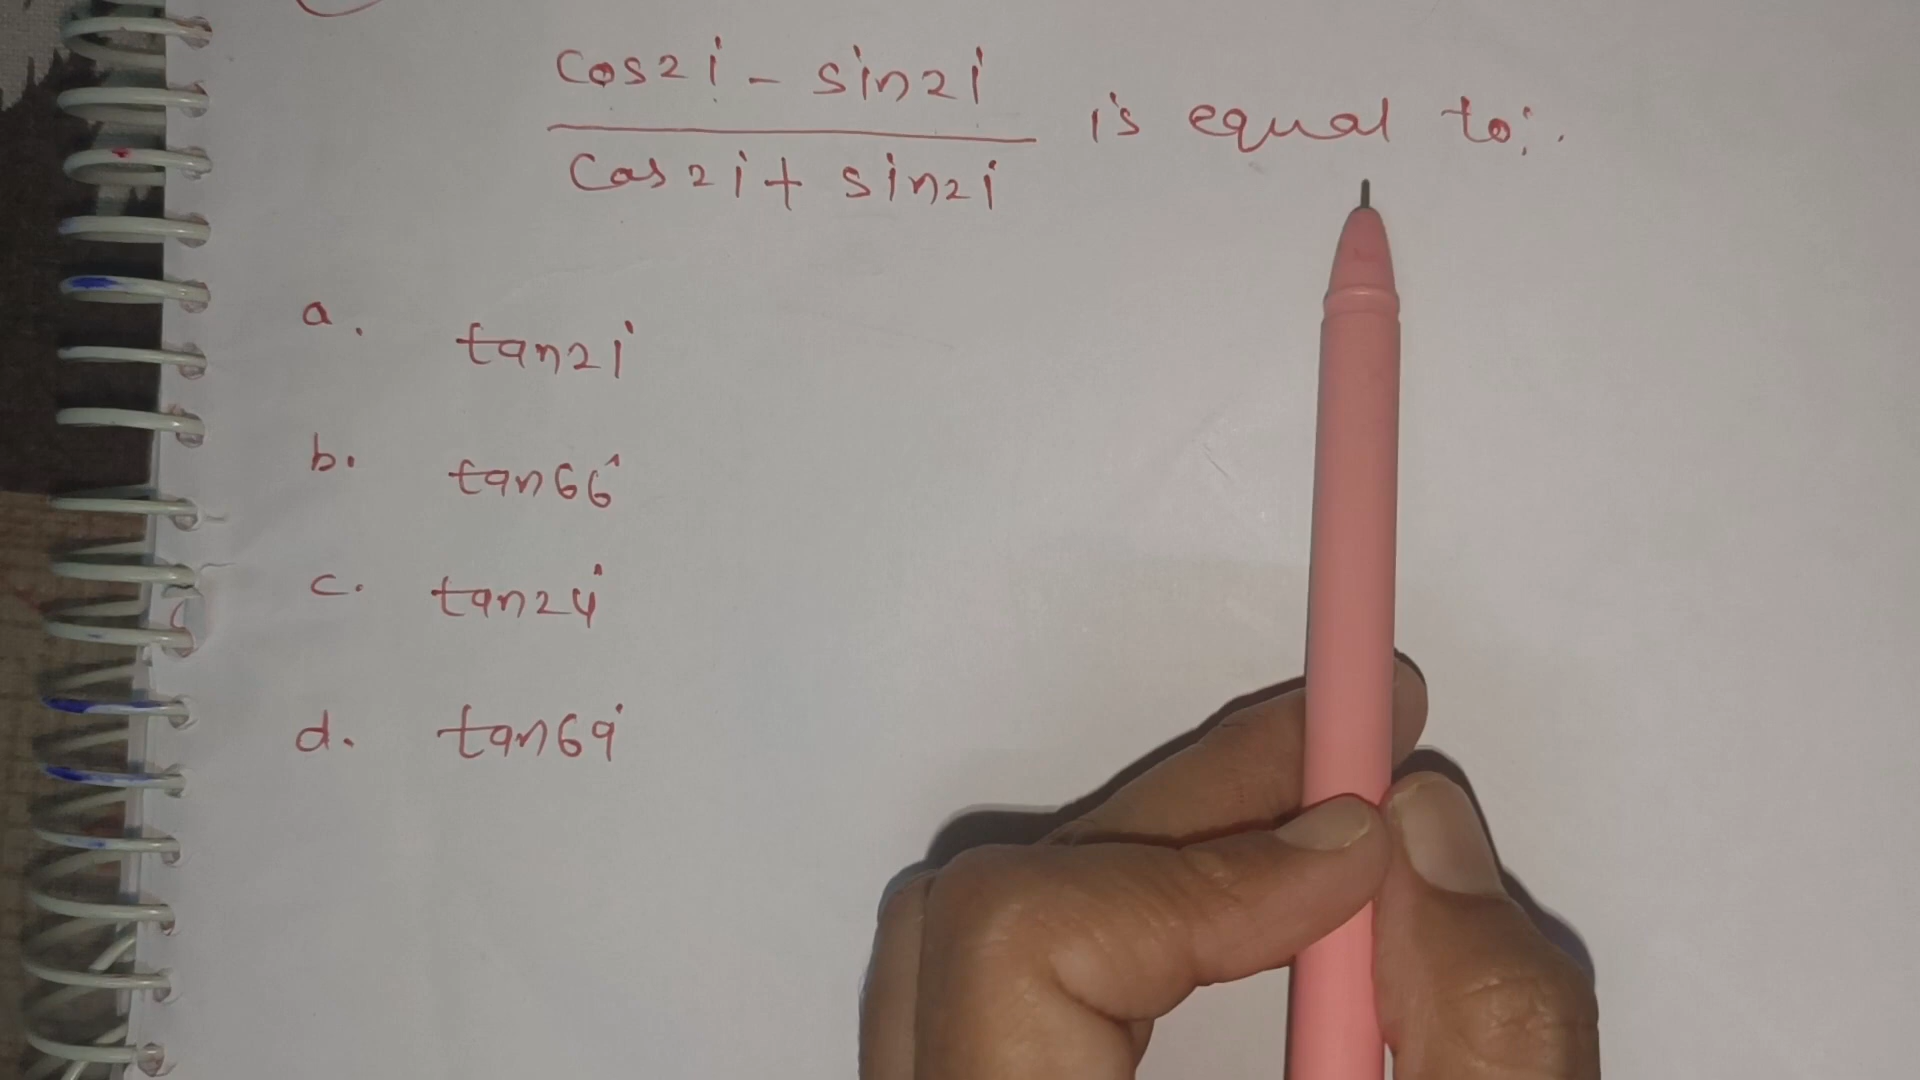 cos21° - sin21°
cos21° + sin21° is equal to:.
a. tan21°
b. tan66°
c. tan24°
d. tan69°